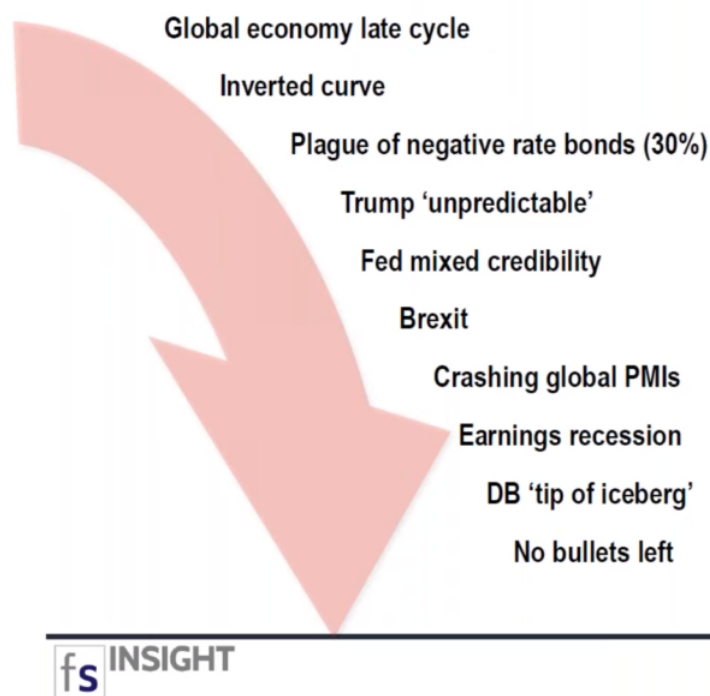 Global economy late cycle
Inverted curve
Plague of negative rate bonds (30%)
Trump ‘unpredictable’
Fed mixed credibility
Brexit
Crashing global PMIs
Earnings recession
DB ‘tip of iceberg’
No bullets left
fs INSIGHT